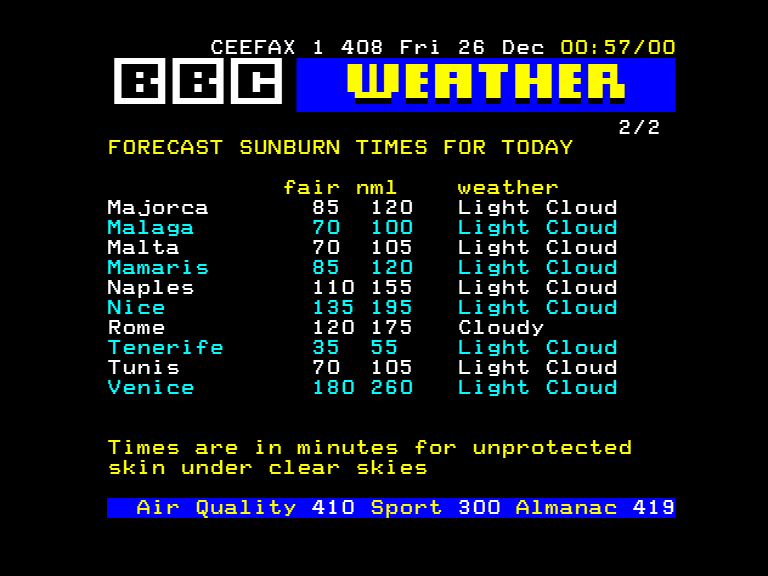 CEEFAX 1 408 Fri 26 Dec 00:57/00
BBC WEATHER
2/2
FORECAST SUNBURN TIMES FOR TODAY
fair nml weather
Majorca 85 120 Light Cloud
Malaga 70 100 Light Cloud
Malta 70 105 Light Cloud
Mamaris 85 120 Light Cloud
Naples 110 155 Light Cloud
Nice 135 195 Light Cloud
Rome 120 175 Cloudy
Tenerife 35 55 Light Cloud
Tunis 70 105 Light Cloud
Venice 180 260 Light Cloud
Times are in minutes for unprotected
skin under clear skies
Air Quality 410 Sport 300 Almanac 419